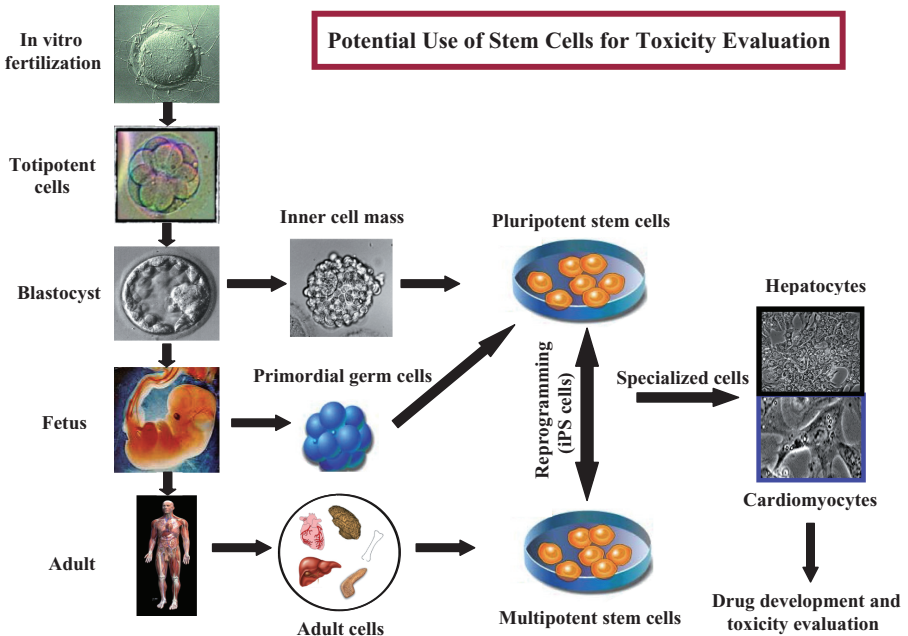 Potential Use of Stem Cells for Toxicity Evaluation
In vitro
fertilization
Totipotent
cells
Inner cell mass
Pluripotent stem cells
Blastocyst
Hepatocytes
Primordial germ cells
Reprogramming
(iPS cells)
Specialized cells
Fetus
Cardiomyocytes
Adult
Adult cells
Multipotent stem cells
Drug development and
toxicity evaluation